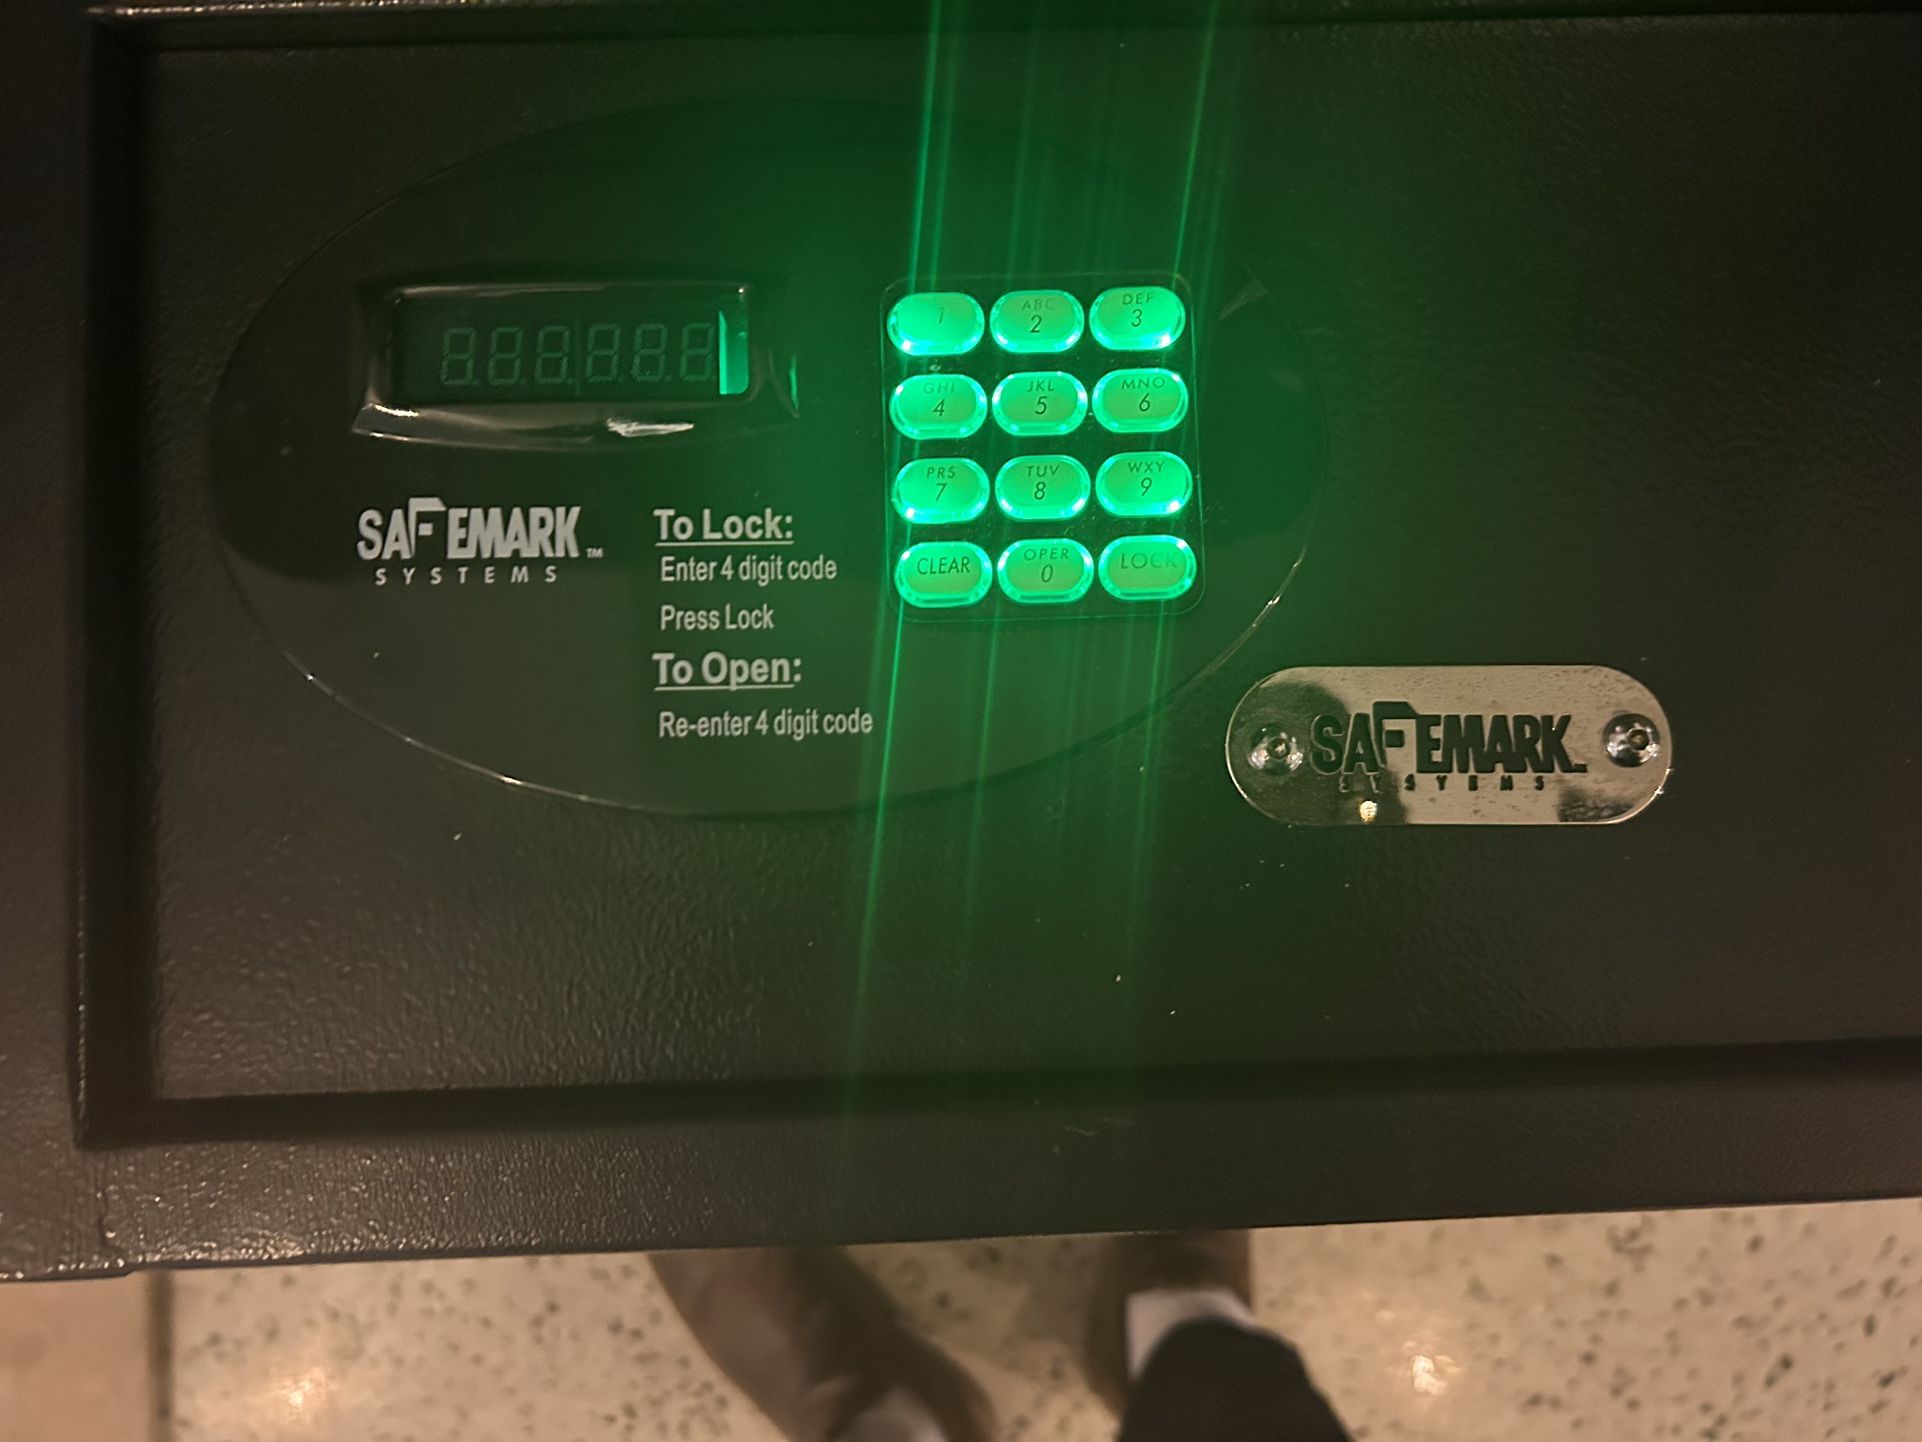 SAFEMARK™
SYSTEMS
To Lock:
Enter 4 digit code
Press Lock
To Open:
Re-enter 4 digit code
1
ABC
2
DEF
3
GHI
4
JKL
5
MNO
6
PRS
7
TUV
8
WXY
9
CLEAR
OPER
0
LOCK
SAFEMARK
SYSTEMS